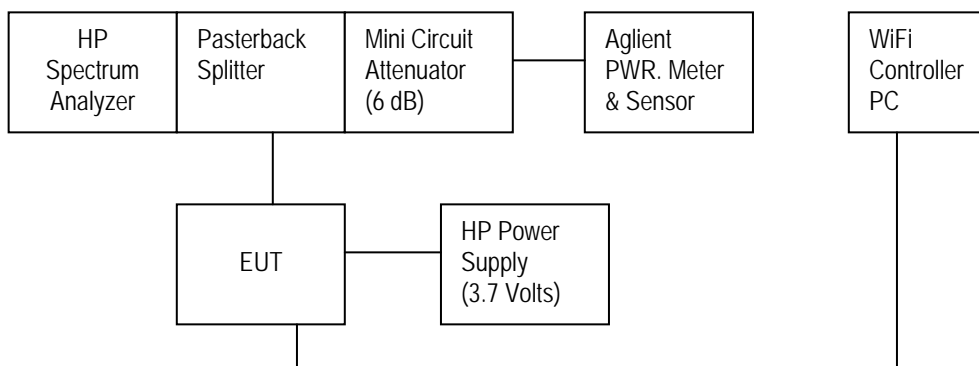 HP
Spectrum
Analyzer
Pasterback
Splitter
Mini Circuit
Attenuator
(6 dB)
Aglient
PWR. Meter
& Sensor
WiFi
Controller
PC
EUT
HP Power
Supply
(3.7 Volts)